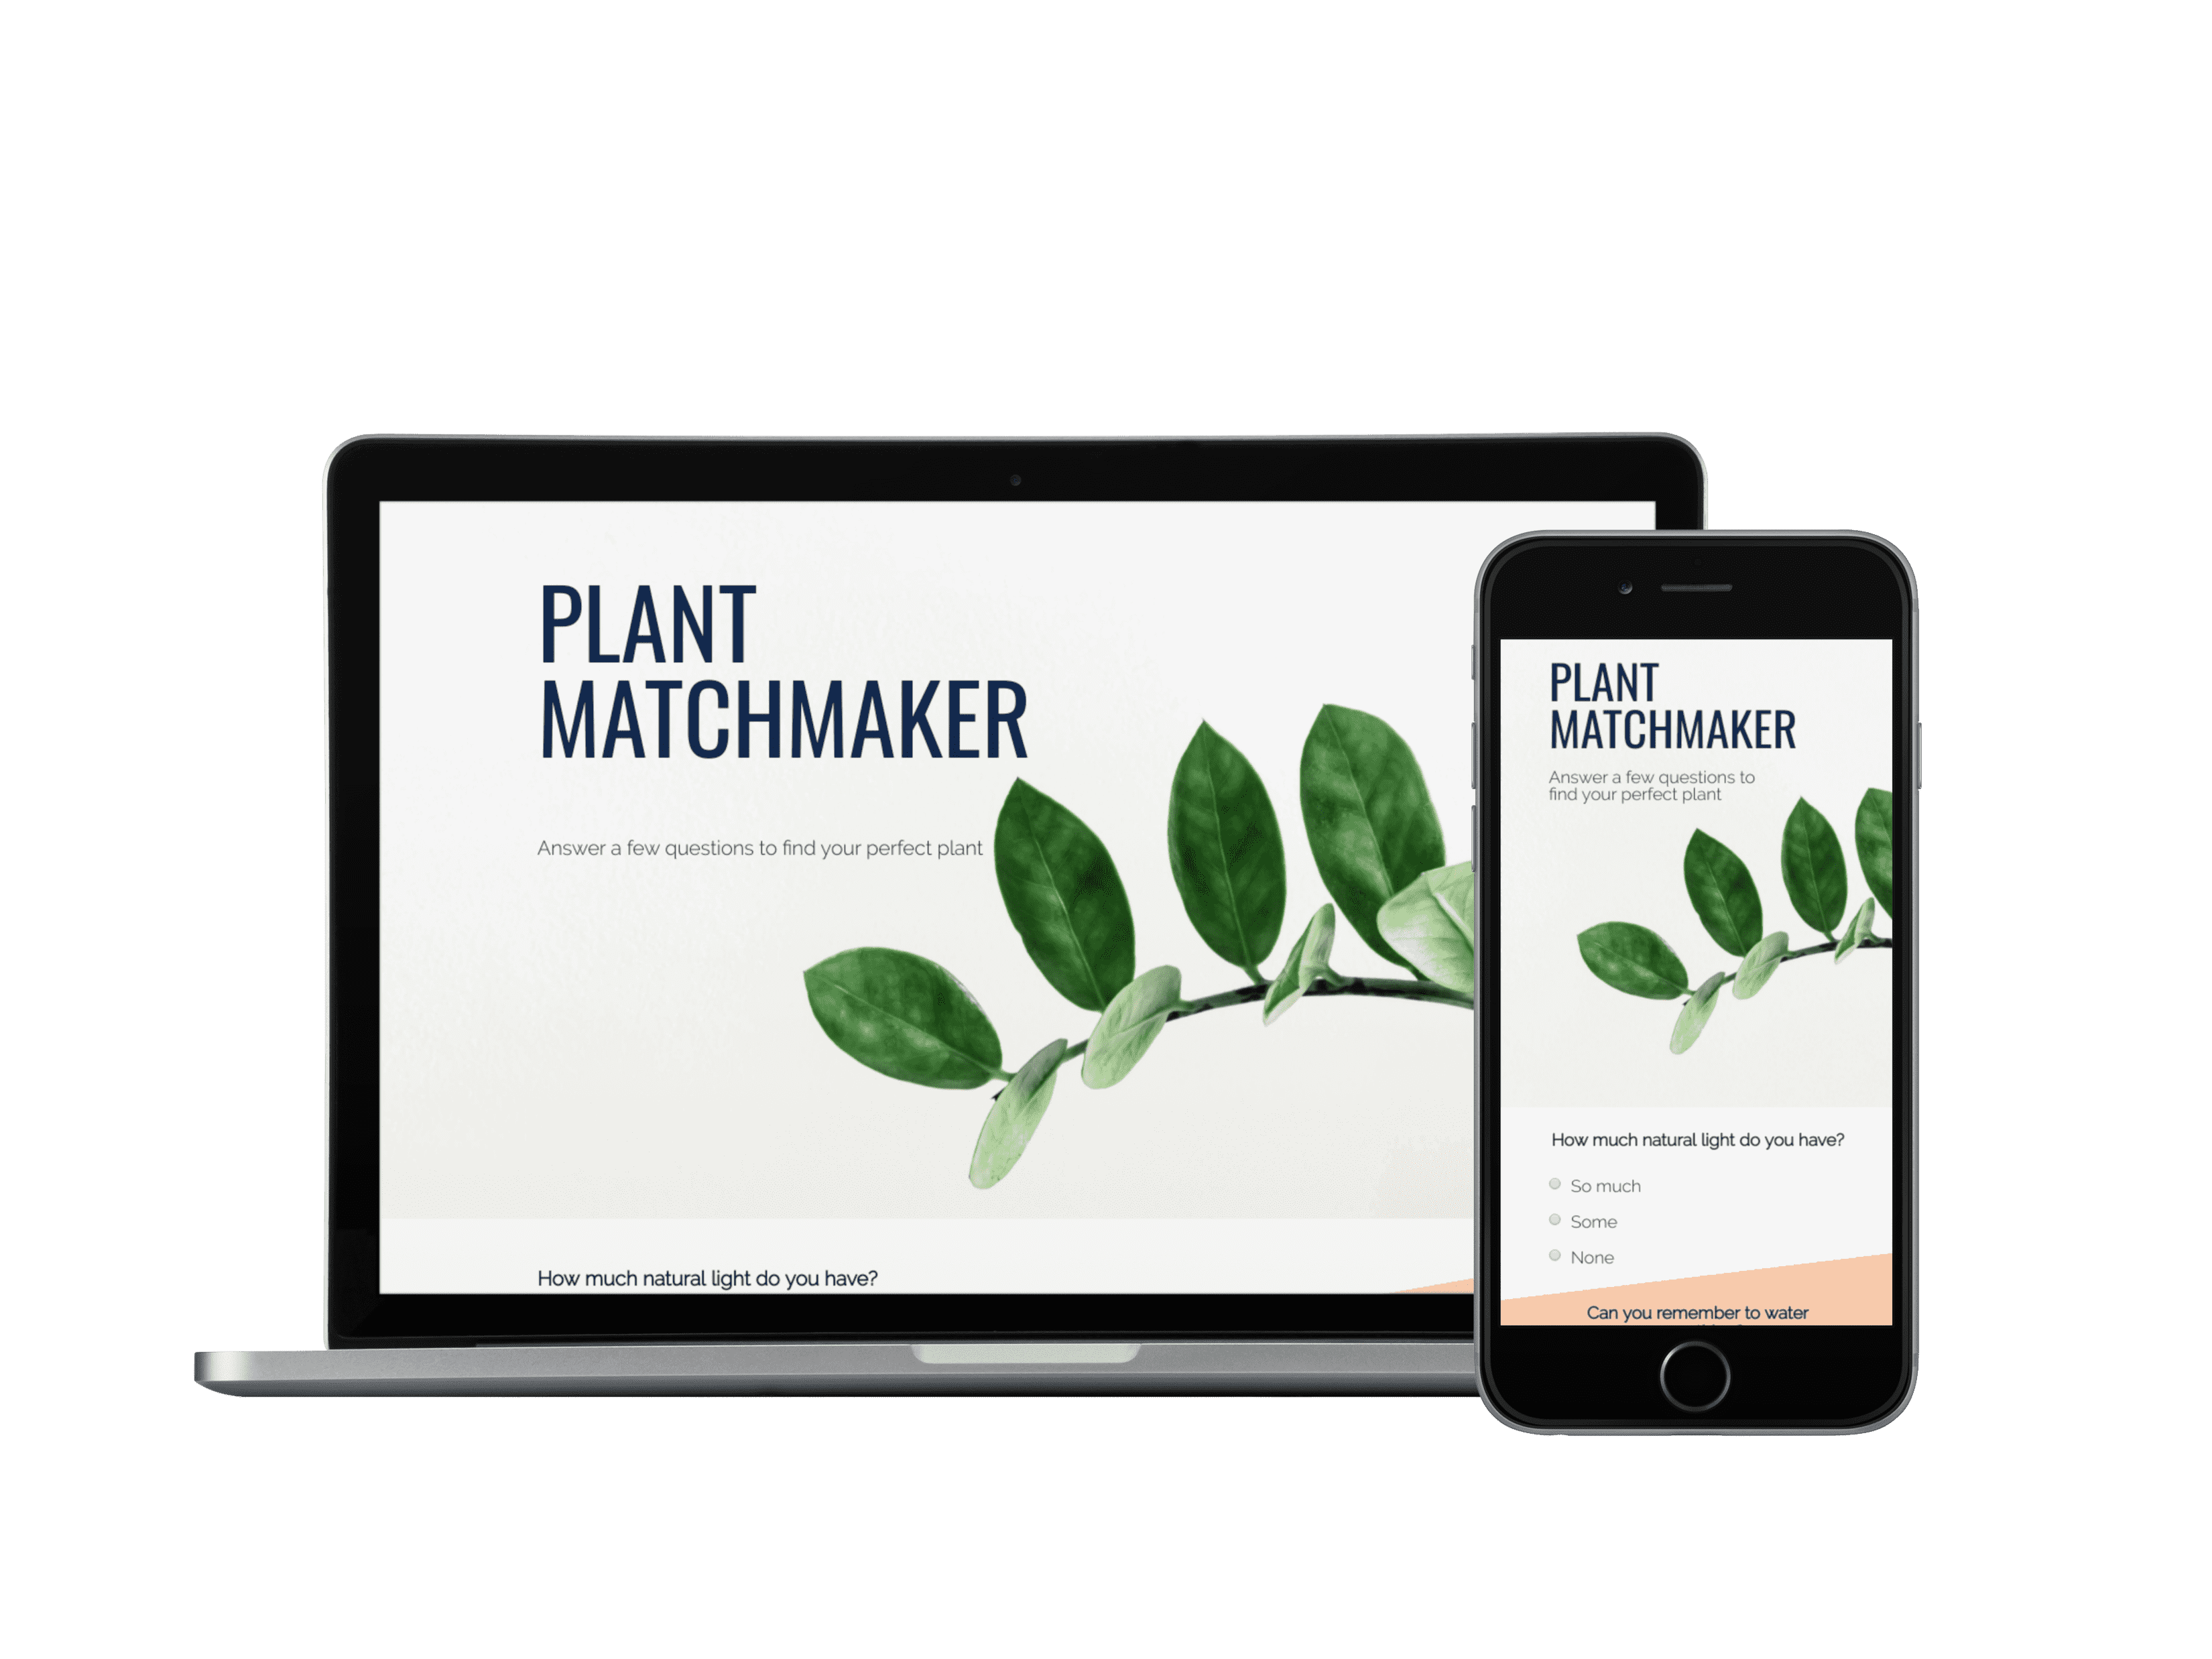 PLANT
MATCHMAKER
Answer a few questions to find your perfect plant
How much natural light do you have?
PLANT
MATCHMAKER
Answer a few questions to
find your perfect plant
How much natural light do you have?
So much
Some
None
Can you remember to water